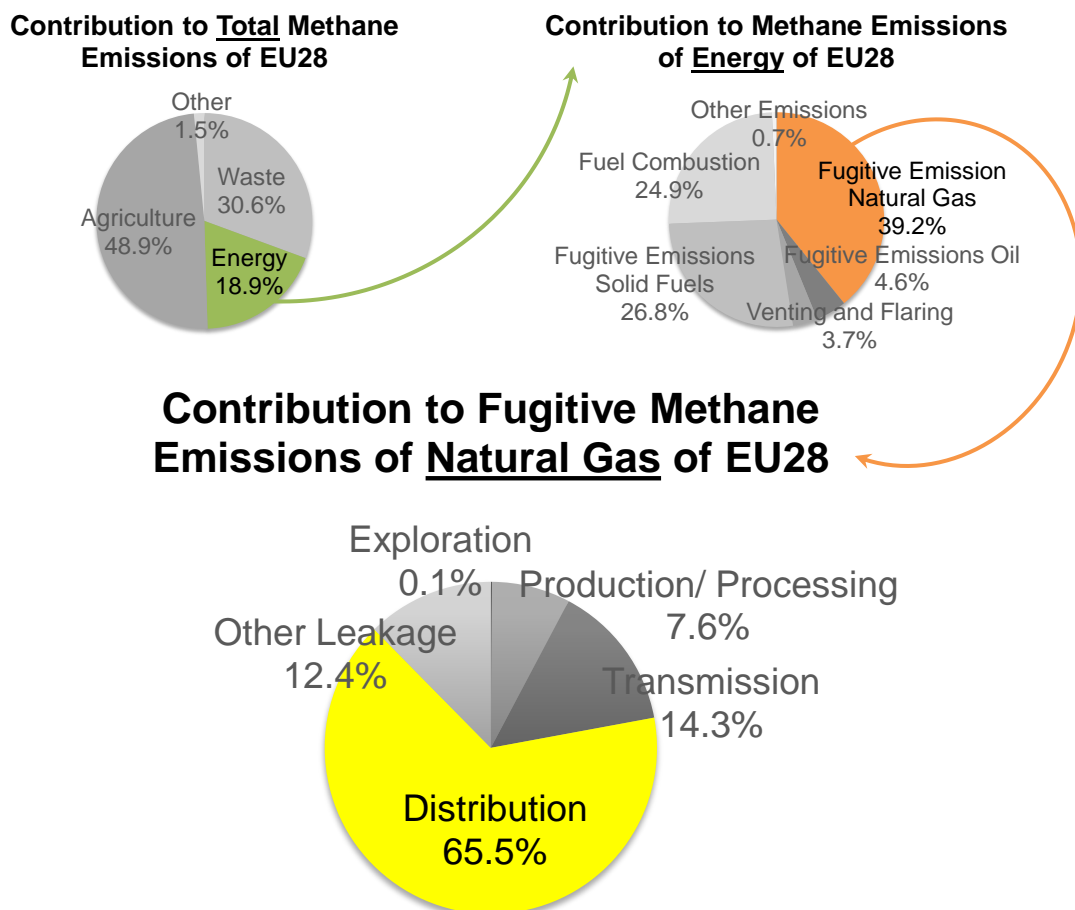 Contribution to Total Methane
Emissions of EU28
Other
1.5%
Waste
30.6%
Agriculture
48.9%
Energy
18.9%
Contribution to Methane Emissions
of Energy of EU28
Other Emissions
0.7%
Fuel Combustion
24.9%
Fugitive Emission
Natural Gas
39.2%
Fugitive Emissions
Solid Fuels
26.8%
Fugitive Emissions Oil
4.6%
Venting and Flaring
3.7%
Contribution to Fugitive Methane
Emissions of Natural Gas of EU28
Exploration
0.1%
Production/ Processing
7.6%
Other Leakage
12.4%
Transmission
14.3%
Distribution
65.5%